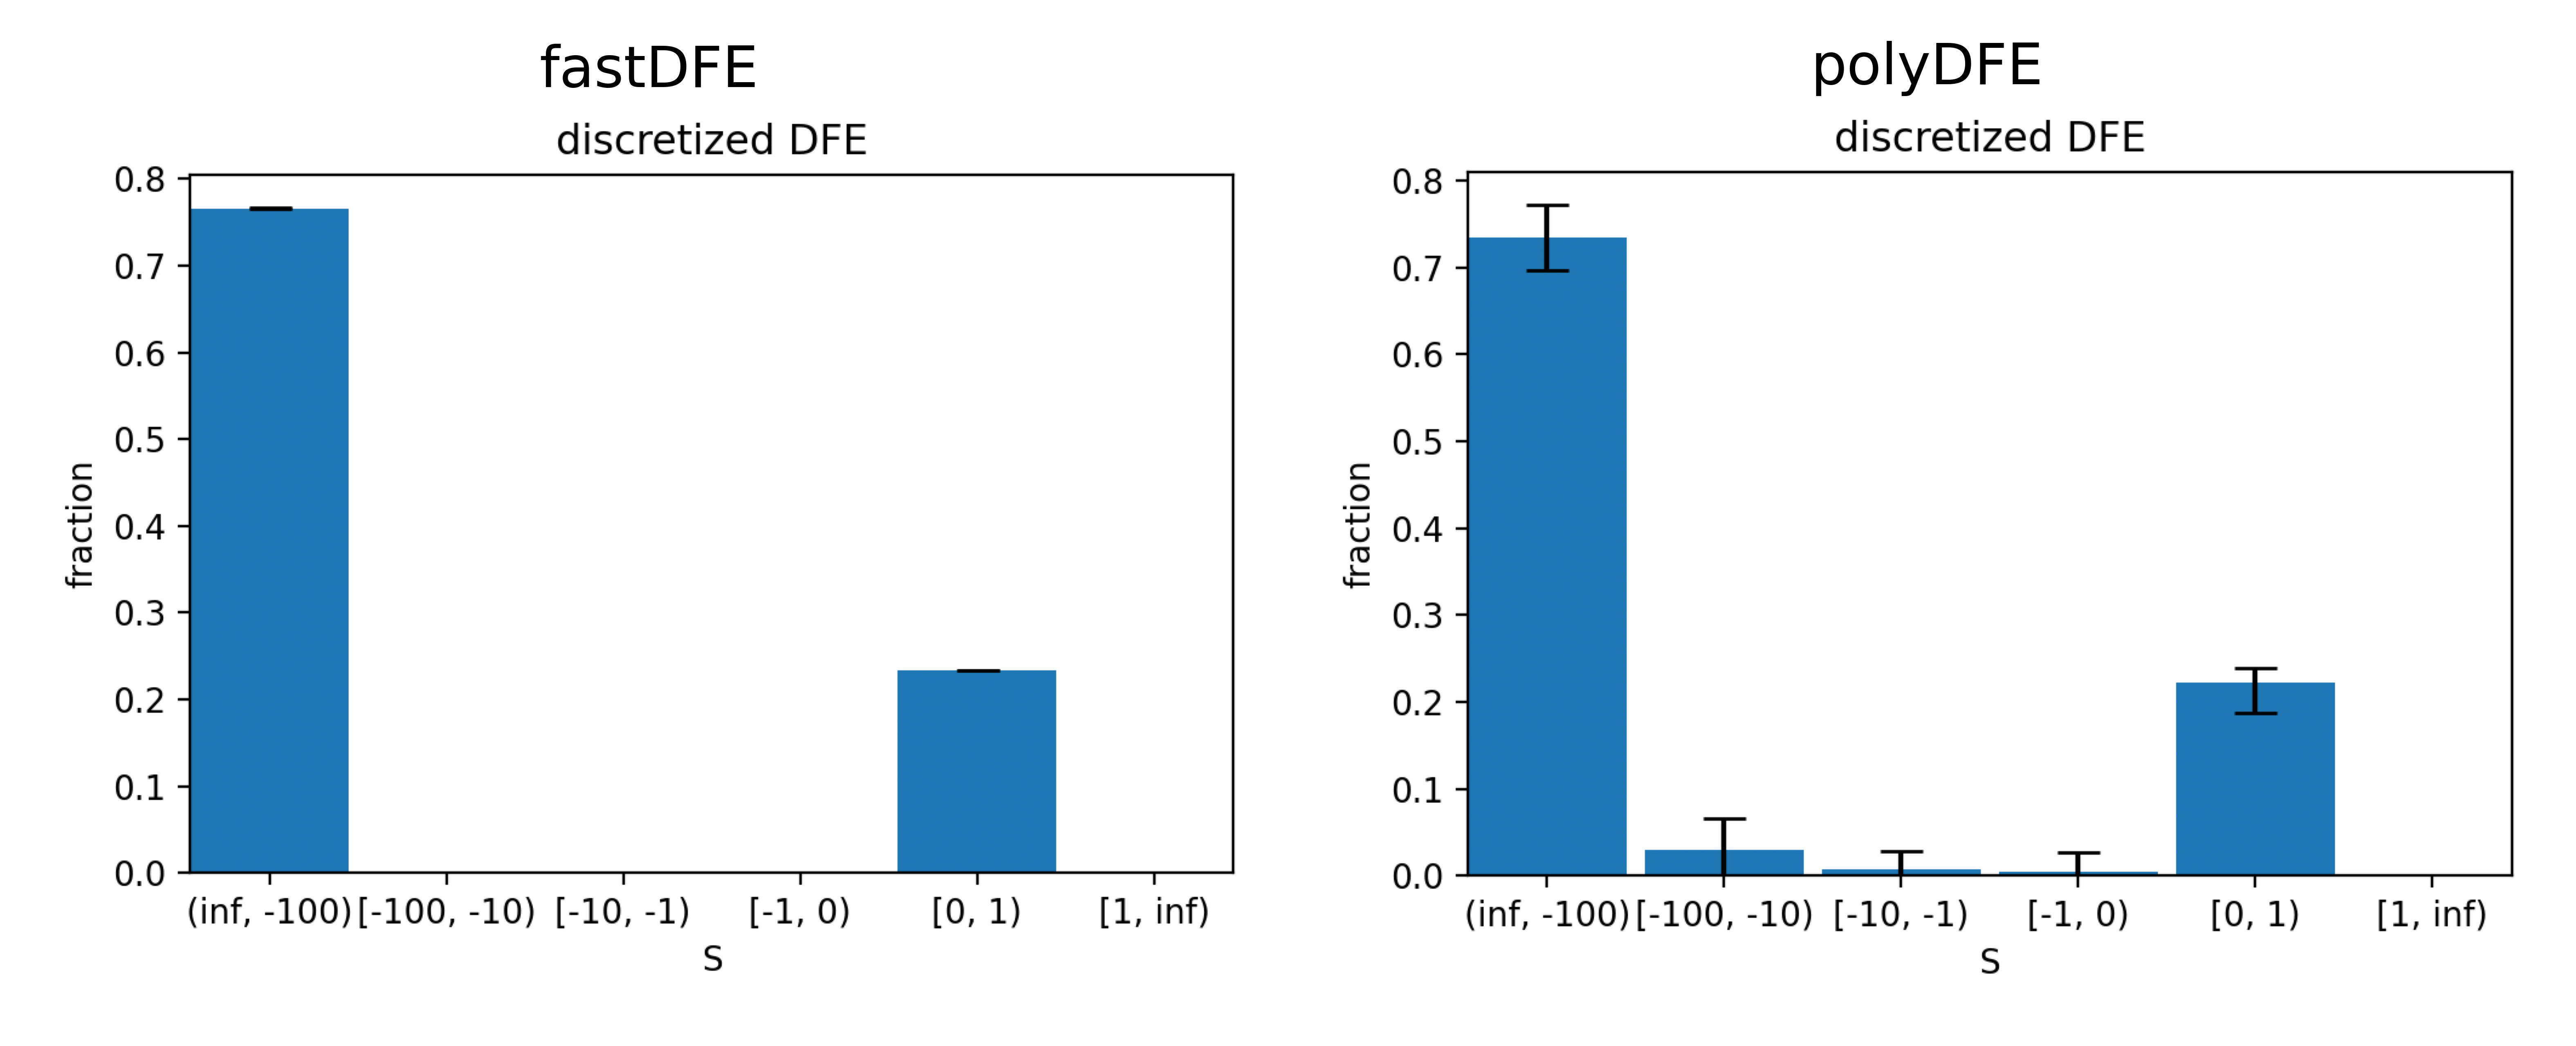 fastDFE
discretized DFE
0.8
0.7
0.6
0.5
0.4
0.3
0.2
0.1
0.0
fraction
(inf, -100) [-100, -10) [-10, -1) [-1, 0) [0, 1) [1, inf)
S
polyDFE
discretized DFE
0.8
0.7
0.6
0.5
0.4
0.3
0.2
0.1
0.0
fraction
(inf, -100) [-100, -10) [-10, -1) [-1, 0) [0, 1) [1, inf)
S